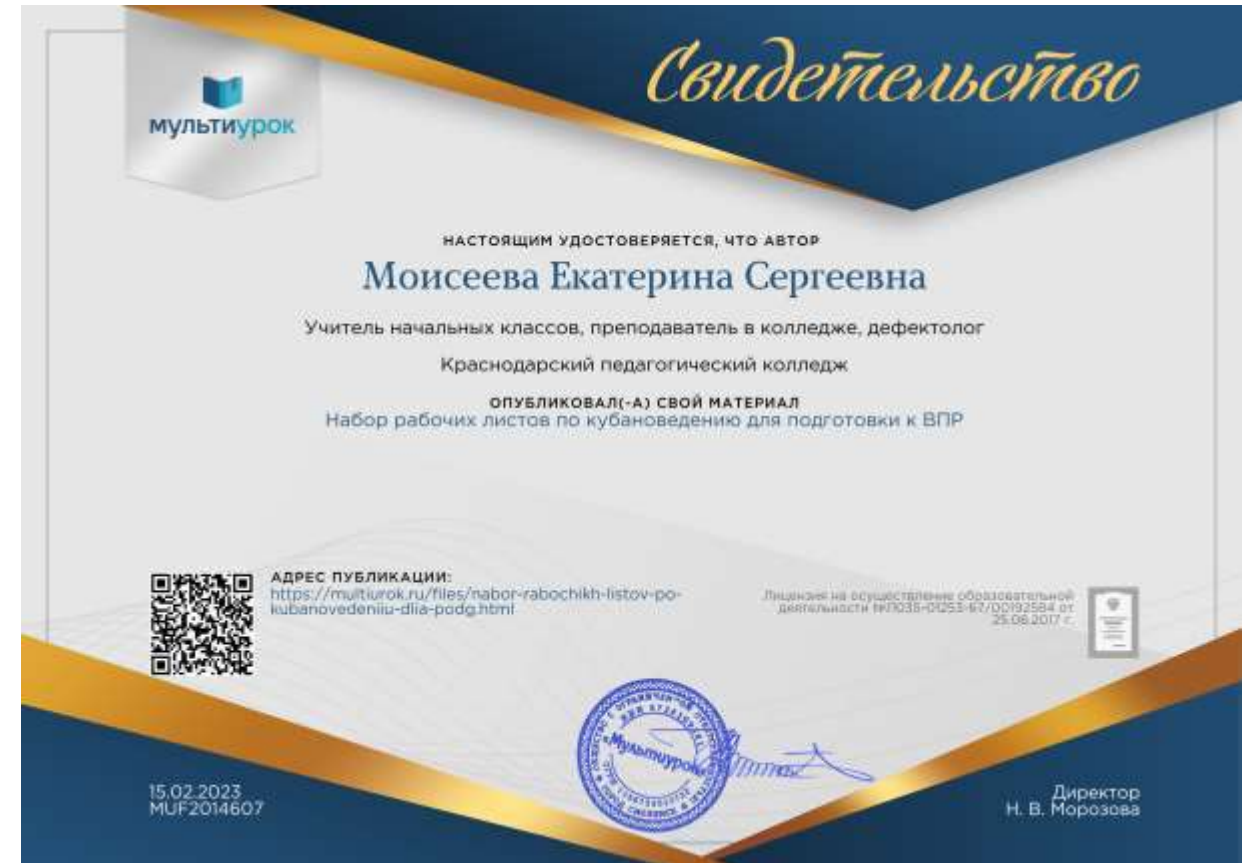 Свидетельство
мультиурок
НАСТОЯЩИМ УДОСТОВЕРЯЕТСЯ, ЧТО АВТОР
Моисеева Екатерина Сергеевна
Учитель начальных классов, преподаватель в колледже, дефектолог
Краснодарский педагогический колледж
ОПУБЛИКОВАЛ(-А) СВОЙ МАТЕРИАЛ
Набор рабочих листов по кубановедению для подготовки к ВПР
АДРЕС ПУБЛИКАЦИИ:
https://multiurok.ru/files/nabor-rabochikh-listov-po-
kubanovedeniiu-dlia-podg.html
Лицензия на осуществление образовательной
деятельности №Л035-01253-67/00192584 от
25.08.2017 г.
Мультиурок
15.02.2023
MUF2014607
Директор
Н. В. Морозова